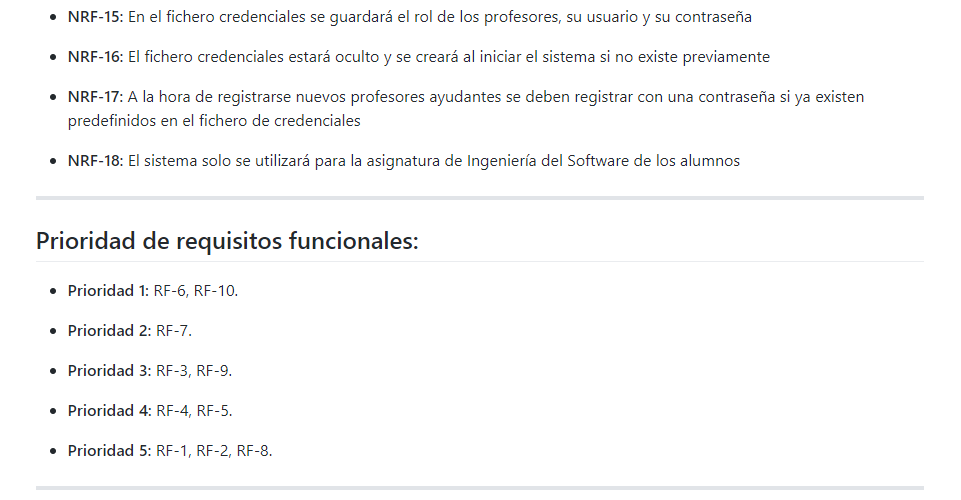 NRF-15: En el fichero credenciales se guardará el rol de los profesores, su usuario y su contraseña
NRF-16: El fichero credenciales estará oculto y se creará al iniciar el sistema si no existe previamente
NRF-17: A la hora de registrarse nuevos profesores ayudantes se deben registrar con una contraseña si ya existen
predefinidos en el fichero de credenciales
NRF-18: El sistema solo se utilizará para la asignatura de Ingeniería del Software de los alumnos
Prioridad de requisitos funcionales:
Prioridad 1: RF-6, RF-10.
Prioridad 2: RF-7.
Prioridad 3: RF-3, RF-9.
Prioridad 4: RF-4, RF-5.
Prioridad 5: RF-1, RF-2, RF-8.